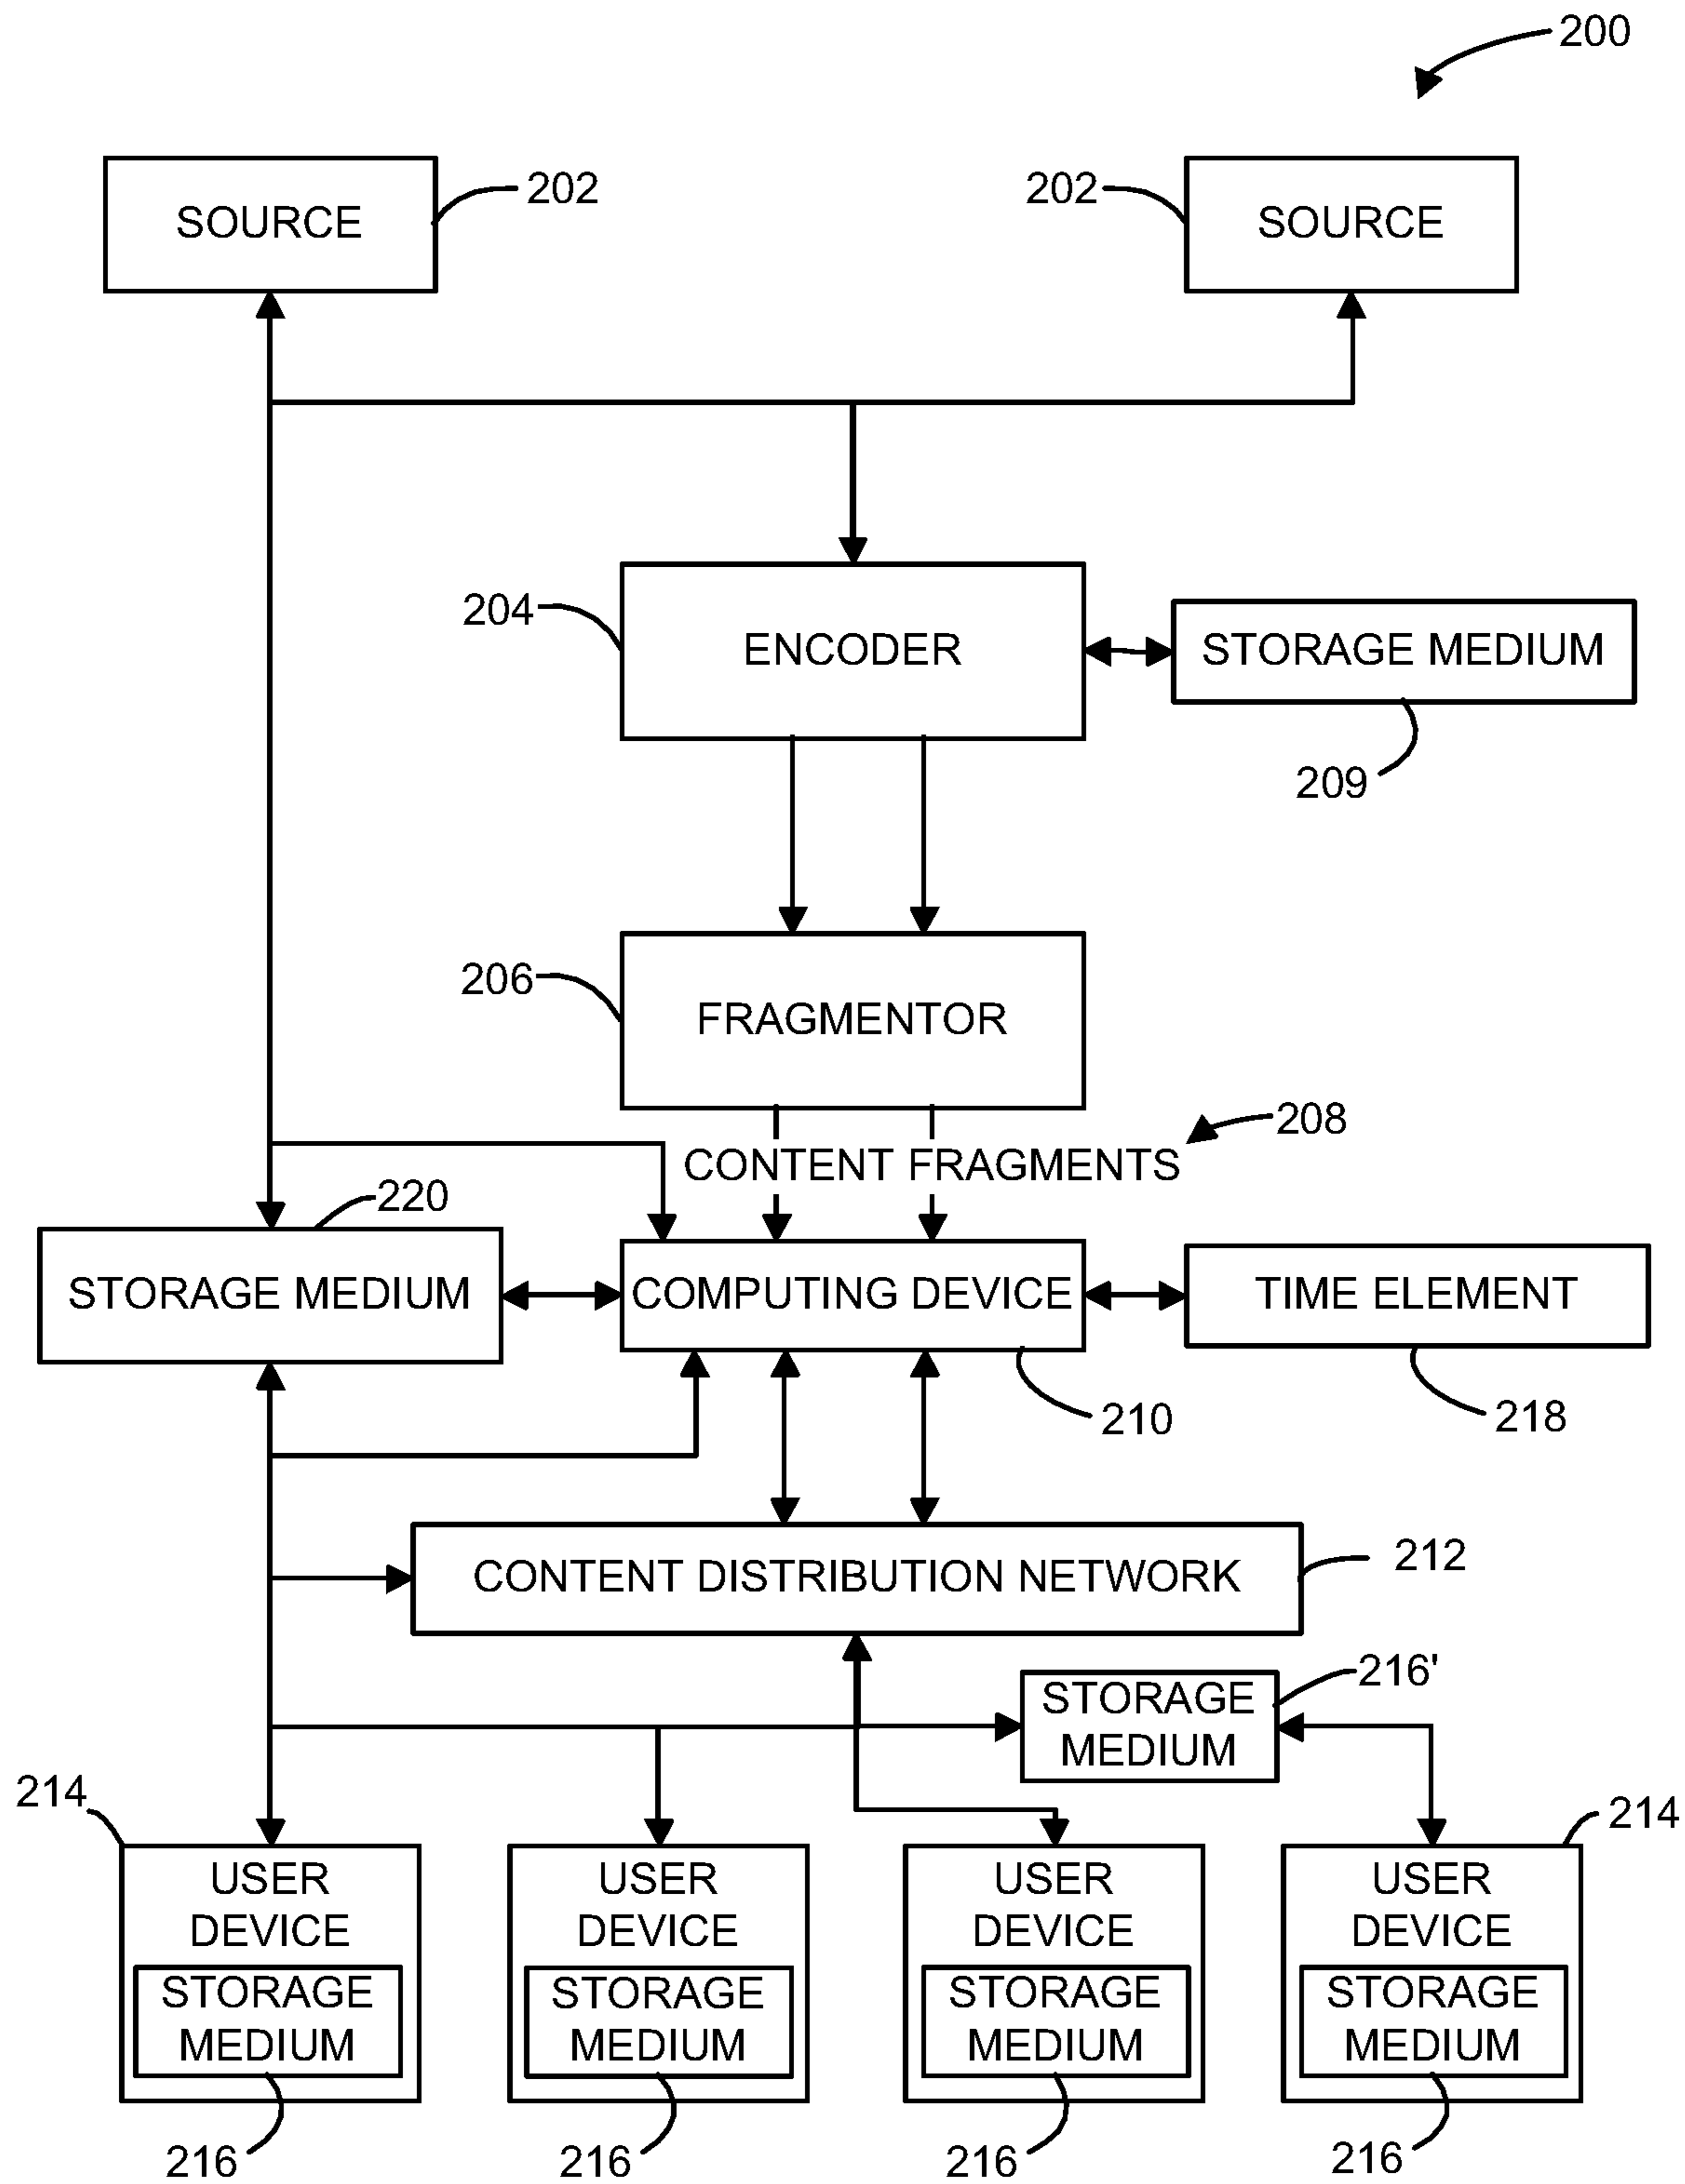 200
SOURCE
202
202
SOURCE
204
ENCODER
STORAGE MEDIUM
209
206
FRAGMENTOR
208
CONTENT FRAGMENTS
220
STORAGE MEDIUM
COMPUTING DEVICE
TIME ELEMENT
210
218
CONTENT DISTRIBUTION NETWORK
212
216'
STORAGE
MEDIUM
214
214
USER
DEVICE
STORAGE
MEDIUM
216
USER
DEVICE
STORAGE
MEDIUM
216
USER
DEVICE
STORAGE
MEDIUM
216
USER
DEVICE
STORAGE
MEDIUM
216